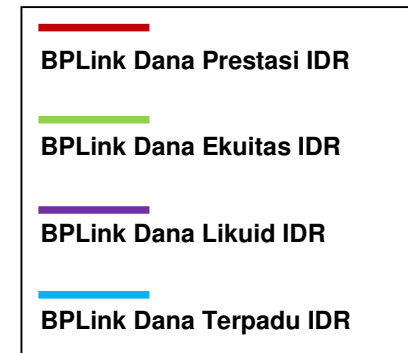 BPLink Dana Prestasi IDR
BPLink Dana Ekuitas IDR
BPLink Dana Likuid IDR
BPLink Dana Terpadu IDR